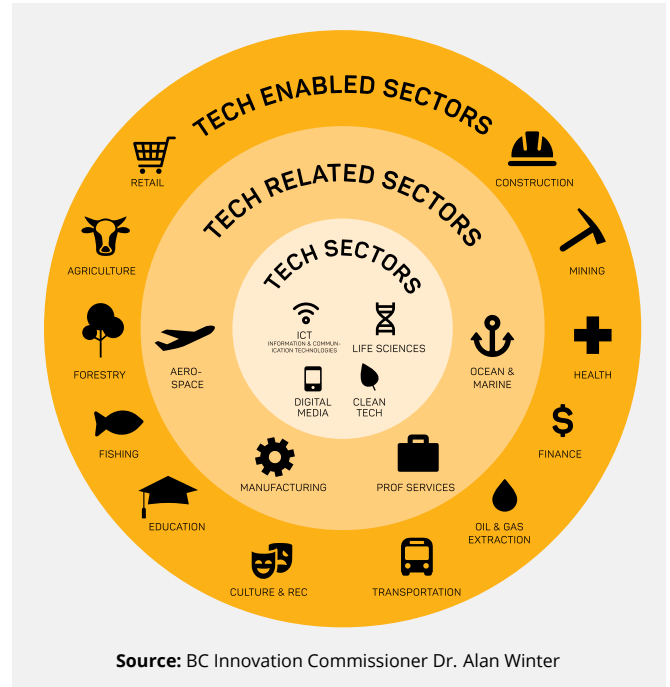 TECH ENABLED SECTORS
RETAIL
CONSTRUCTION
AGRICULTURE
MINING
FORESTRY
HEALTH
FISHING
FINANCE
EDUCATION
OIL & GAS
EXTRACTION
CULTURE & REC
TRANSPORTATION
TECH RELATED SECTORS
AERO-
SPACE
OCEAN &
MARINE
MANUFACTURING
PROF SERVICES
TECH SECTORS
ICT
INFORMATION & COMMUN-
ICATION TECHNOLOGIES
LIFE SCIENCES
DIGITAL
MEDIA
CLEAN
TECH
Source: BC Innovation Commissioner Dr. Alan Winter